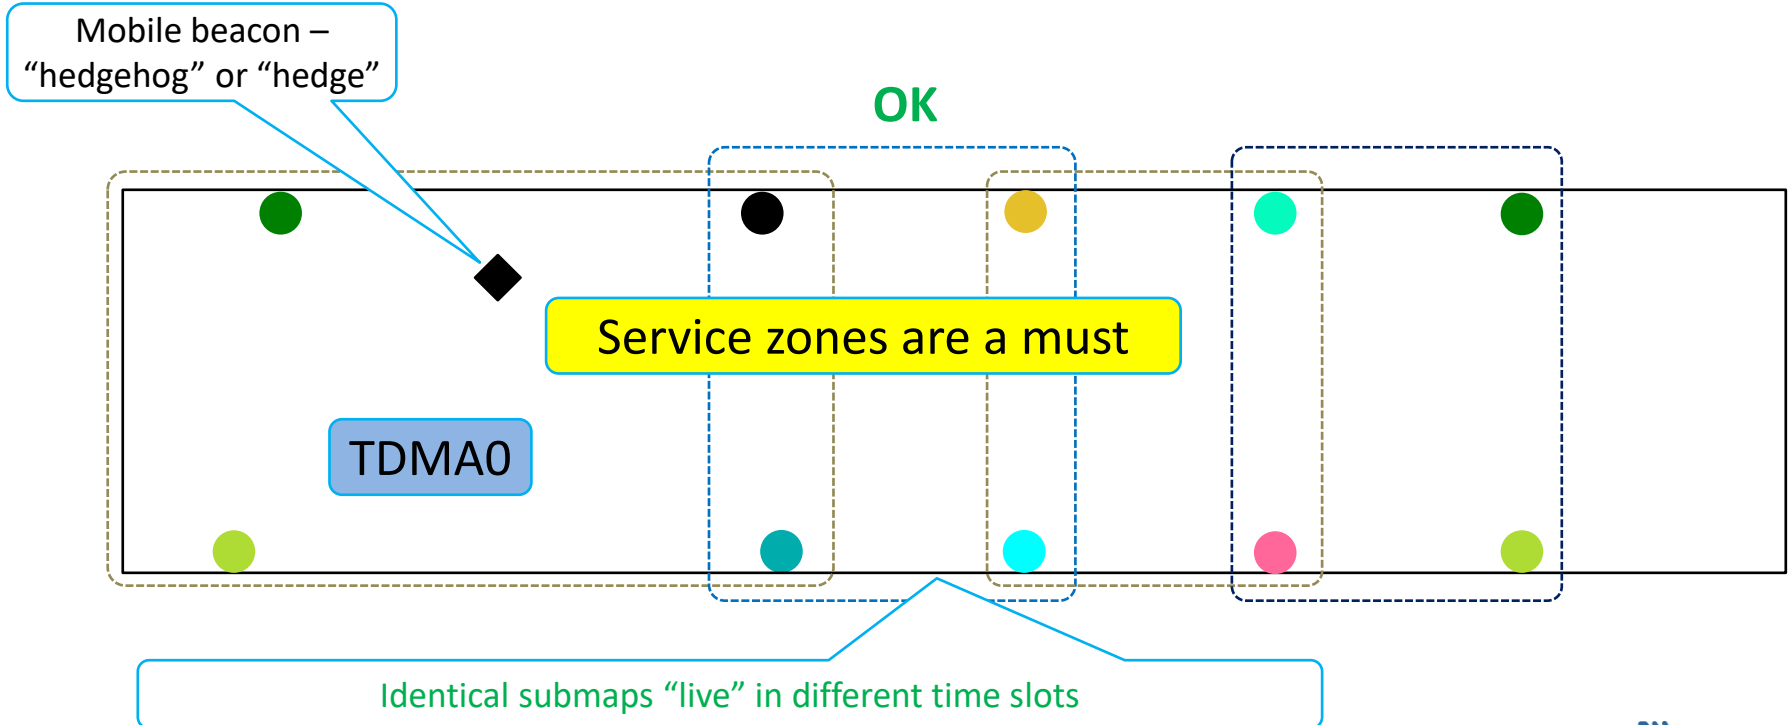 Mobile beacon –
“hedgehog” or “hedge”
OK
Service zones are a must
TDMA0
Identical submaps “live” in different time slots